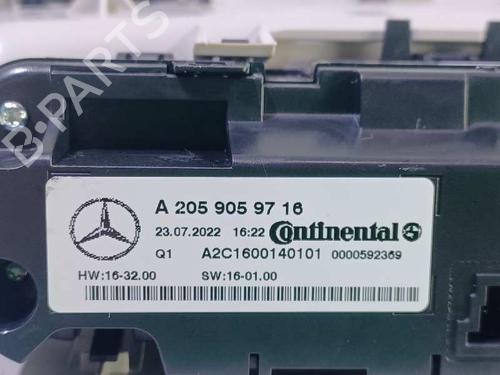 B-PARTS
A 205 905 97 16
23.07.2022 16:22 Continental
Q1 A2C1600140101 0000592369
HW:16-32.00 SW:16-01.00